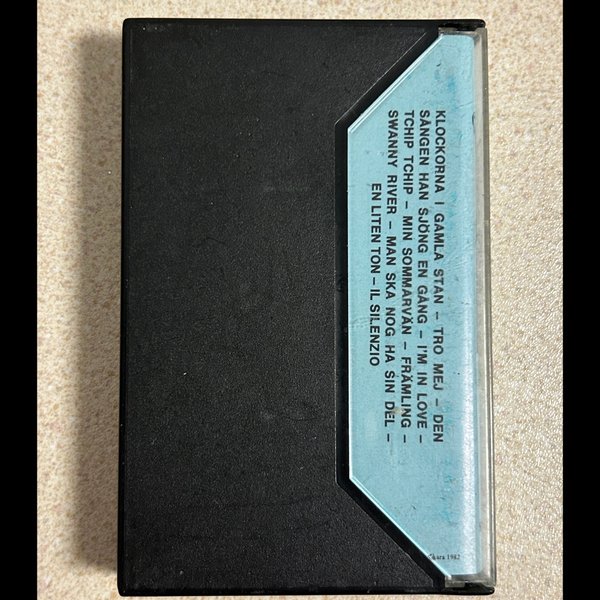 KLOCKORNA I GAMLA STAN – TRO MEJ – DEN
SÅNGEN HAN SJÖNG EN GÅNG – I'M IN LOVE –
TCHIP TCHIP – MIN SOMMARVÄN – FRÄMLING –
SWANNY RIVER – MAN SKA NOG HA SIN DEL –
EN LITEN TON – IL SILENZIO
1982